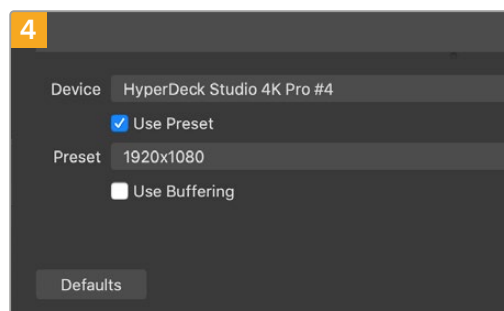 4
Device HyperDeck Studio 4K Pro #4
Use Preset
Preset 1920x1080
Use Buffering
Defaults